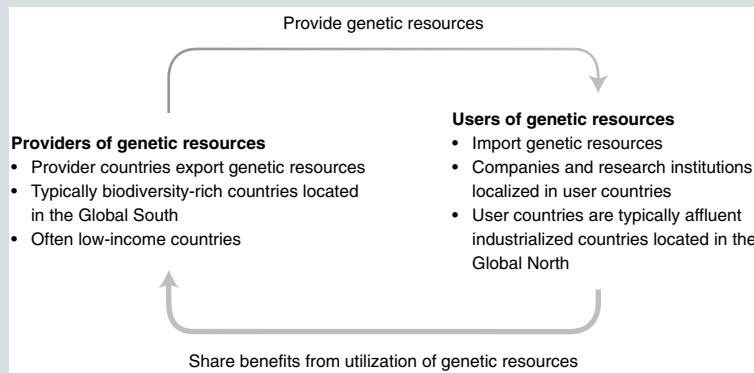 Provide genetic resources
Providers of genetic resources
• Provider countries export genetic resources
• Typically biodiversity-rich countries located
in the Global South
• Often low-income countries
Users of genetic resources
• Import genetic resources
• Companies and research institutions
localized in user countries
• User countries are typically affluent
industrialized countries located in the
Global North
Share benefits from utilization of genetic resources